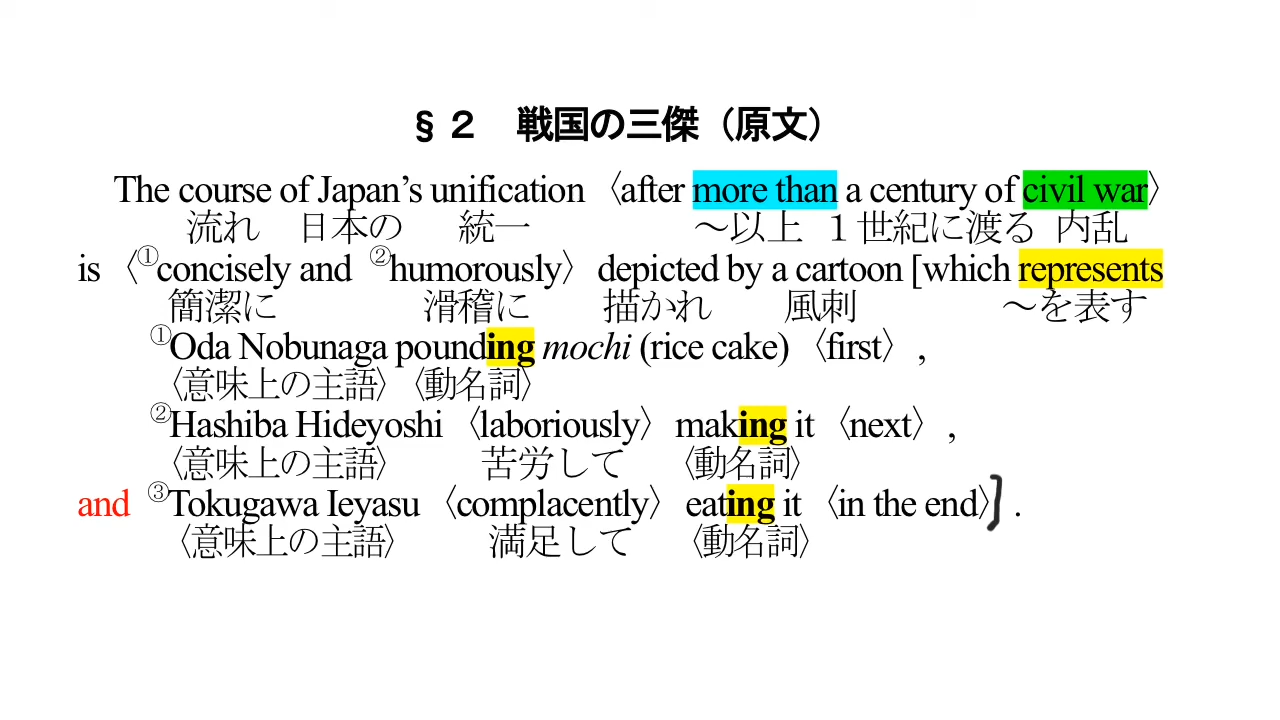 §２　戦国の三傑（原文）
The course of Japan’s unification〈after more than a century of civil war〉
流れ　日本の　統一　～以上　１世紀に渡る　内乱
is〈①concisely and ②humorously〉depicted by a cartoon [which represents
簡潔に　滑稽に　描かれ　風刺　～を表す
①Oda Nobunaga pounding mochi (rice cake)〈first〉,
〈意味上の主語〉〈動名詞〉
②Hashiba Hideyoshi〈laboriously〉making it〈next〉,
〈意味上の主語〉　苦労して　〈動名詞〉
and ③Tokugawa Ieyasu〈complacently〉eating it〈in the end〉] .
〈意味上の主語〉　満足して　〈動名詞〉